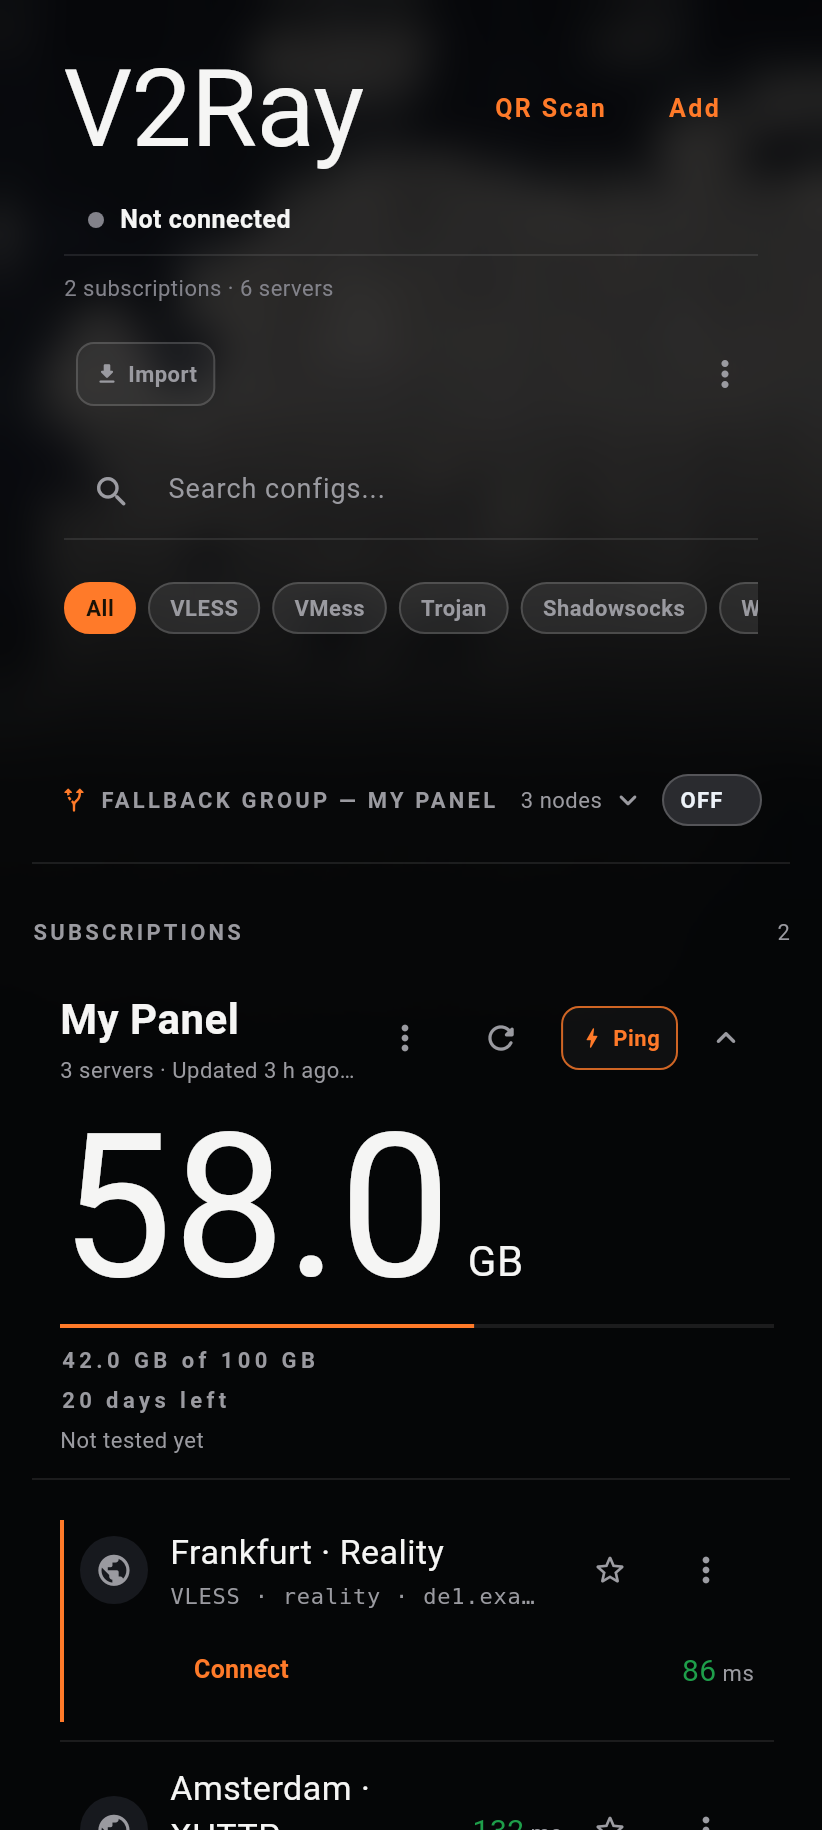 V2Ray
QR Scan
Add
Not connected
2 subscriptions · 6 servers
Import
Search configs...
All
VLESS
VMess
Trojan
Shadowsocks
W
FALLBACK GROUP — MY PANEL
3 nodes
OFF
SUBSCRIPTIONS
2
My Panel
3 servers · Updated 3 h ago…
Ping
58.0 GB
42.0 GB of 100 GB
20 days left
Not tested yet
Frankfurt · Reality
VLESS · reality · de1.exa…
Connect
86 ms
Amsterdam ·
XHTTP
132 ms